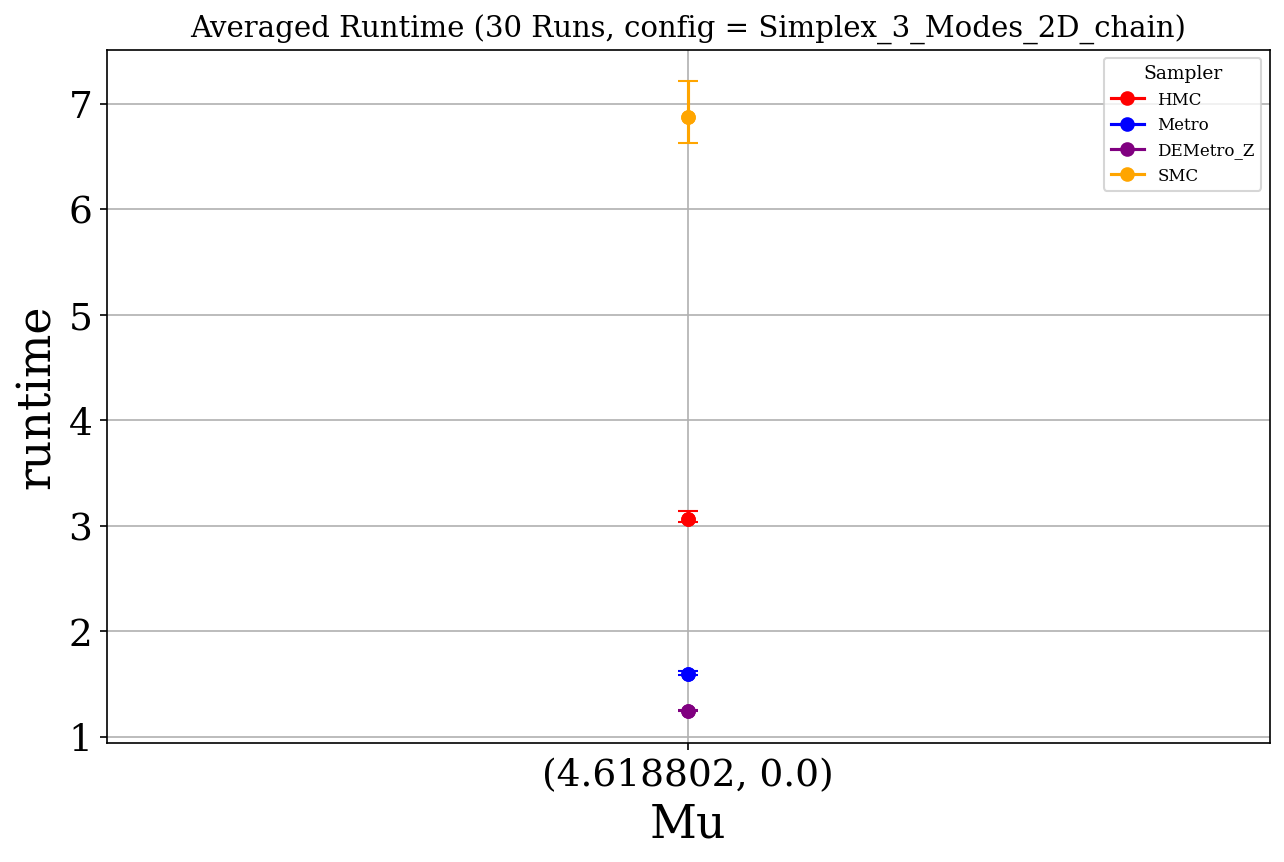 Averaged Runtime (30 Runs, config = Simplex_3_Modes_2D_chain)
Sampler
HMC
Metro
DEMetro_Z
SMC
runtime
7
6
5
4
3
2
1
(4.618802, 0.0)
Mu